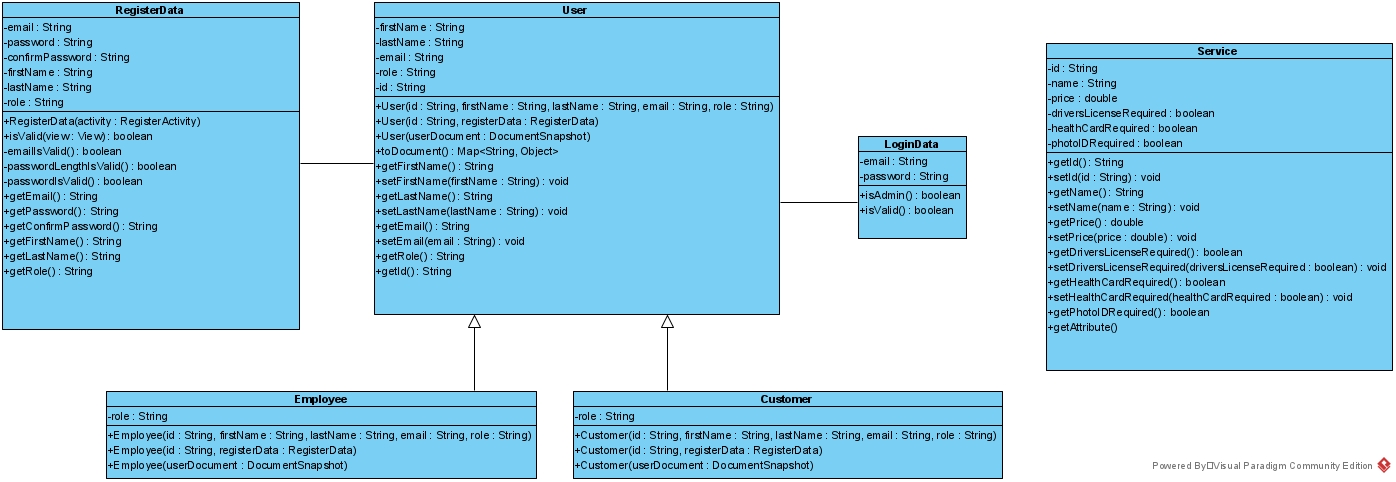 RegisterData
-email : String
-password : String
-confirmPassword : String
-firstName : String
-lastName : String
-role : String
+RegisterData(activity : RegisterActivity)
+isValid(view : View) : boolean
-emailIsValid() : boolean
-passwordLengthIsValid() : boolean
-passwordIsValid() : boolean
+getEmail() : String
+getPassword() : String
+getConfirmPassword() : String
+getFirstName() : String
+getLastName() : String
+getRole() : String
User
-firstName : String
-lastName : String
-email : String
-role : String
-id : String
+User(id : String, firstName : String, lastName : String, email : String, role : String)
+User(id : String, registerData : RegisterData)
+User(userDocument : DocumentSnapshot)
+toDocument() : Map<String, Object>
+getFirstName() : String
+setFirstName(firstName : String) : void
+getLastName() : String
+setLastName(lastName : String) : void
+getEmail() : String
+setEmail(email : String) : void
+getRole() : String
+getId() : String
LoginData
-email : String
-password : String
+isAdmin() : boolean
+isValid() : boolean
Service
-id : String
-name : String
-price : double
-driversLicenseRequired : boolean
-healthCardRequired : boolean
-photoIDRequired : boolean
+getId() : String
+setId(id : String) : void
+getName() : String
+setName(name : String) : void
+getPrice() : double
+setPrice(price : double) : void
+getDriversLicenseRequired() : boolean
+setDriversLicenseRequired(driversLicenseRequired : boolean) : void
+getHealthCardRequired() : boolean
+setHealthCardRequired(healthCardRequired : boolean) : void
+getPhotoIDRequired() : boolean
+getAttribute()
Employee
-role : String
+Employee(id : String, firstName : String, lastName : String, email : String, role : String)
+Employee(id : String, registerData : RegisterData)
+Employee(userDocument : DocumentSnapshot)
Customer
-role : String
+Customer(id : String, firstName : String, lastName : String, email : String, role : String)
+Customer(id : String, registerData : RegisterData)
+Customer(userDocument : DocumentSnapshot)
Powered By□Visual Paradigm Community Edition